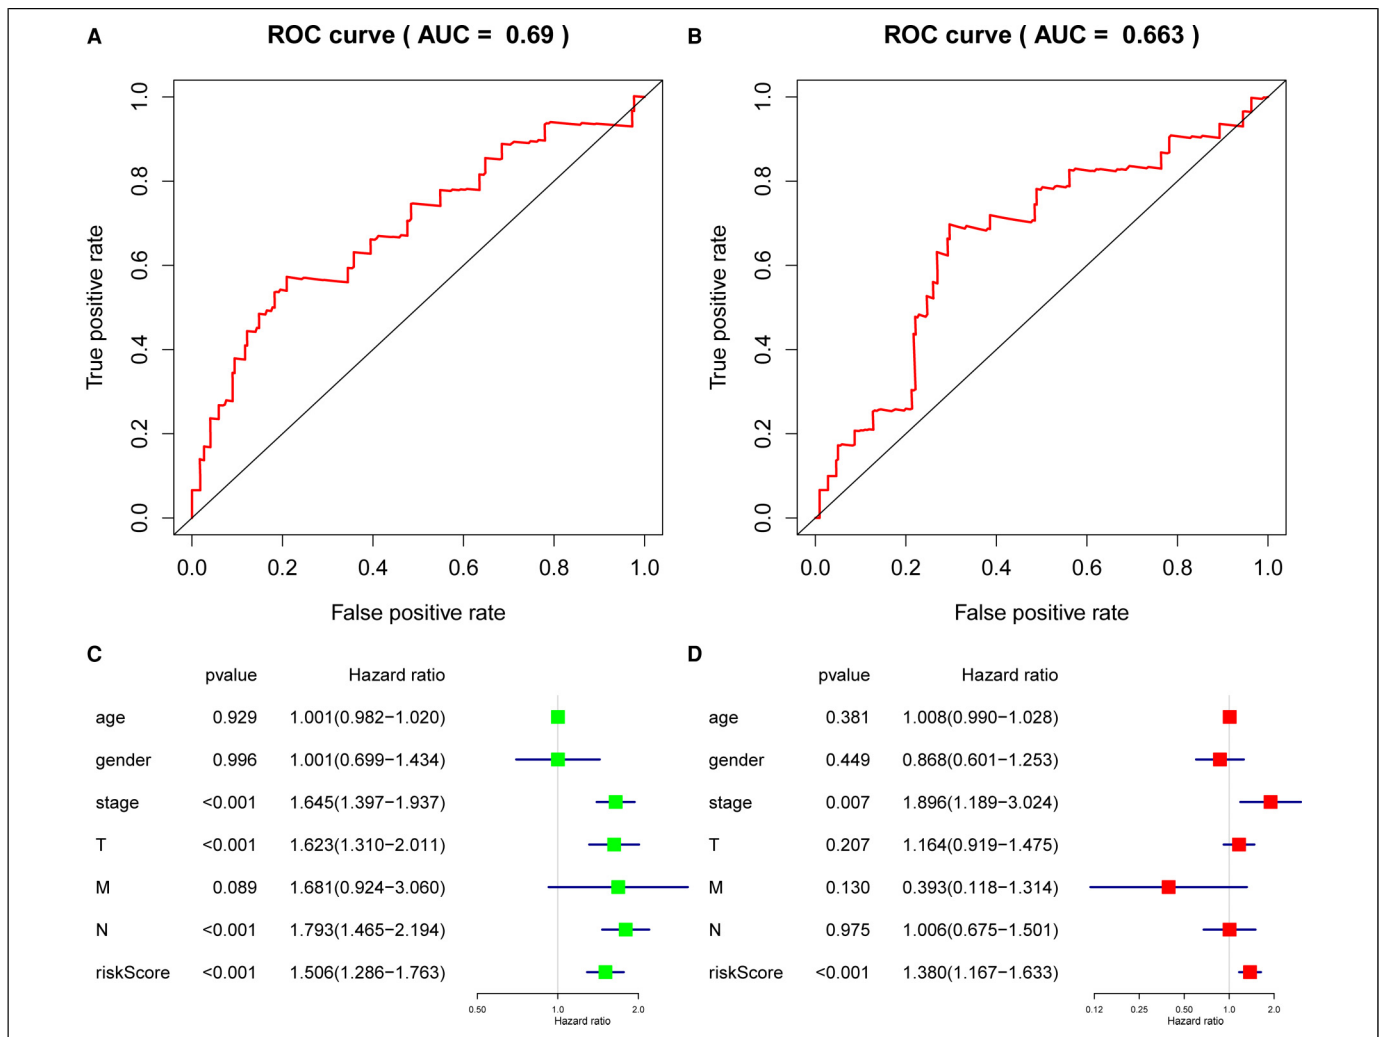 A
ROC curve ( AUC =  0.69 )
1.0
0.8
0.6
0.4
0.2
0.0
True positive rate
0.0 0.2 0.4 0.6 0.8 1.0
False positive rate
B
ROC curve ( AUC =  0.663 )
1.0
0.8
0.6
0.4
0.2
0.0
True positive rate
0.0 0.2 0.4 0.6 0.8 1.0
False positive rate
C
pvalue Hazard ratio
age 0.929 1.001(0.982−1.020)
gender 0.996 1.001(0.699−1.434)
stage <0.001 1.645(1.397−1.937)
T <0.001 1.623(1.310−2.011)
M 0.089 1.681(0.924−3.060)
N <0.001 1.793(1.465−2.194)
riskScore <0.001 1.506(1.286−1.763)
0.50 1.0 2.0
Hazard ratio
D
pvalue Hazard ratio
age 0.381 1.008(0.990−1.028)
gender 0.449 0.868(0.601−1.253)
stage 0.007 1.896(1.189−3.024)
T 0.207 1.164(0.919−1.475)
M 0.130 0.393(0.118−1.314)
N 0.975 1.006(0.675−1.501)
riskScore <0.001 1.380(1.167−1.633)
0.12 0.25 0.50 1.0 2.0
Hazard ratio